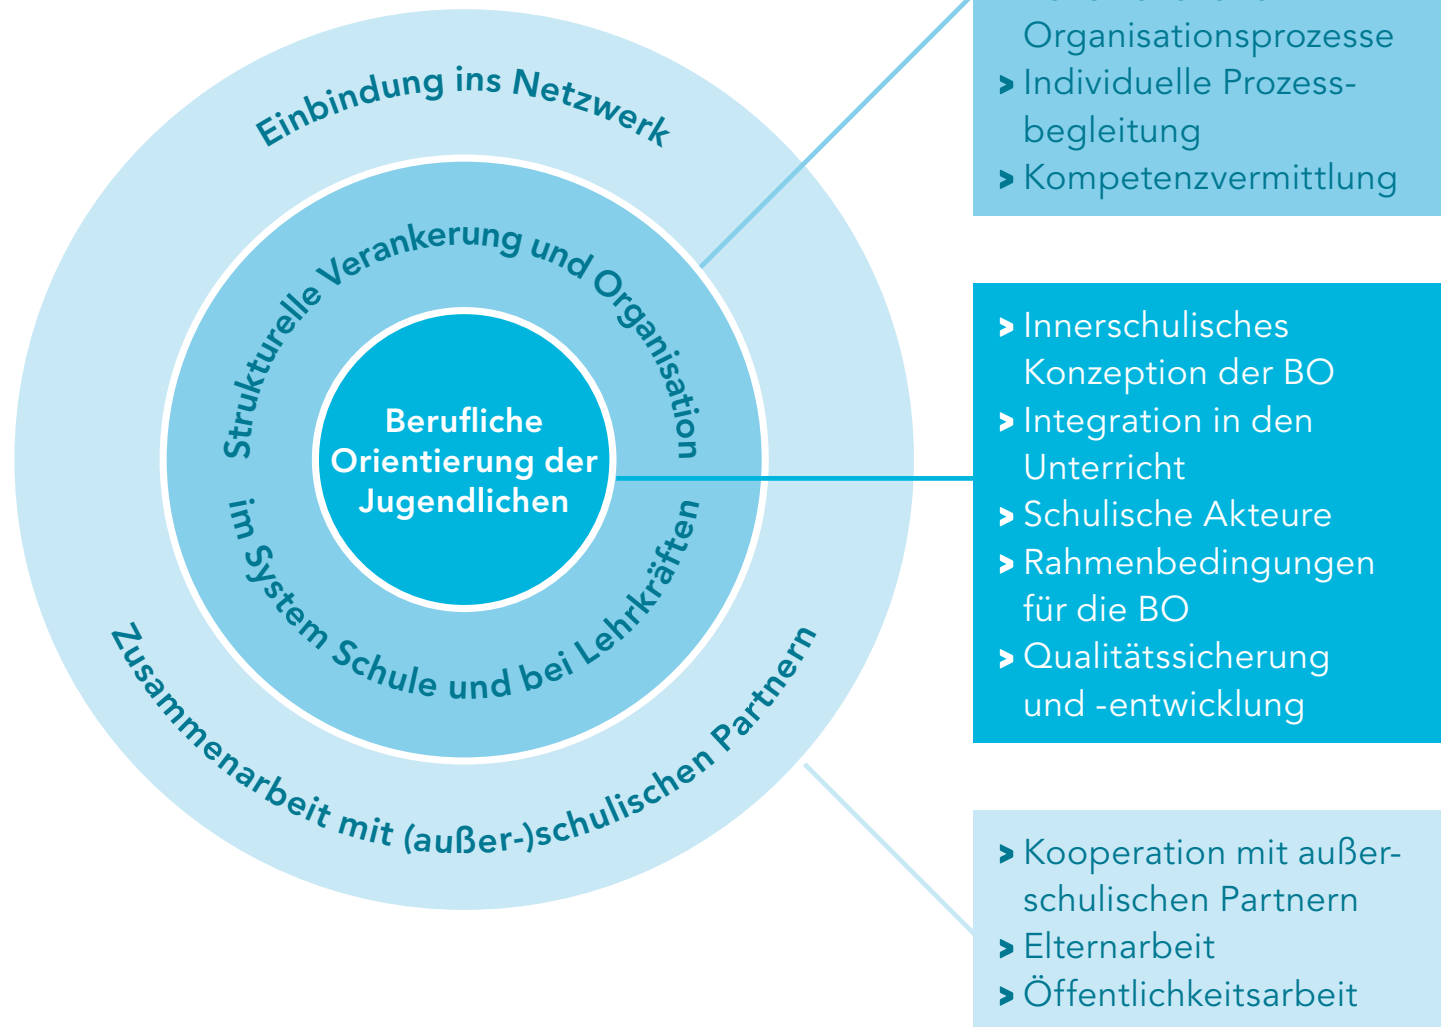 Einbindung ins Netzwerk
Strukturelle Verankerung und Organisation
Berufliche
Orientierung der
Jugendlichen
im System Schule und bei Lehrkräften
Zusammenarbeit mit (außer-)schulischen Partnern
Organisationsprozesse
> Individuelle Prozess-
begleitung
> Kompetenzvermittlung
> Innerschulisches
Konzeption der BO
> Integration in den
Unterricht
> Schulische Akteure
> Rahmenbedingungen
für die BO
> Qualitätssicherung
und -entwicklung
> Kooperation mit außer-
schulischen Partnern
> Elternarbeit
> Öffentlichkeitsarbeit